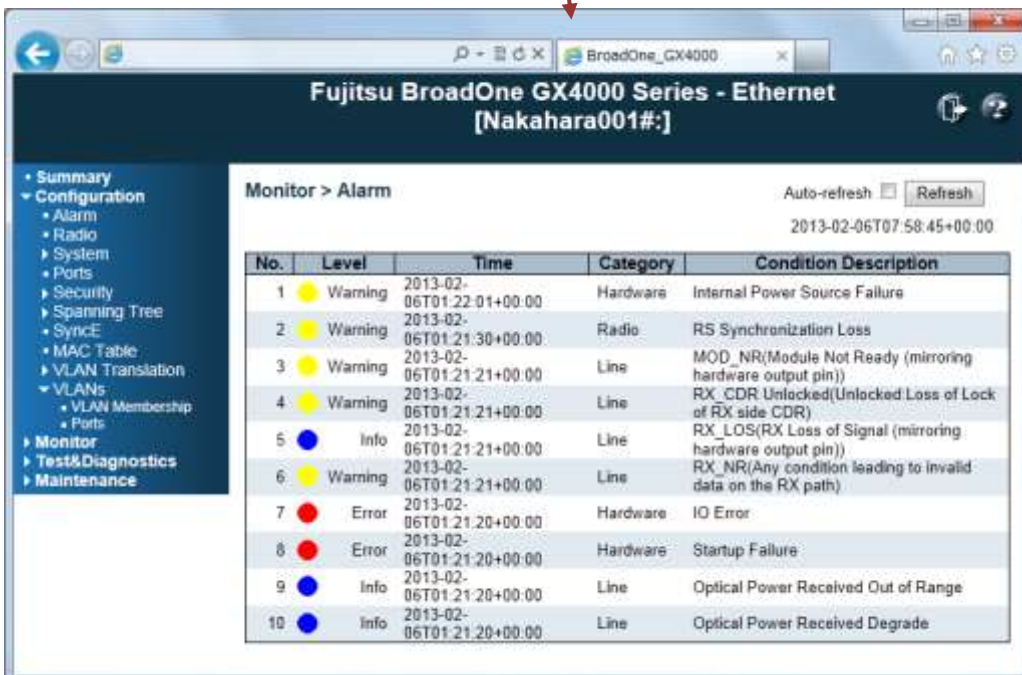 BroadOne_GX4000
Fujitsu BroadOne GX4000 Series - Ethernet
[Nakahara001#:]
Summary
Configuration
Alarm
Radio
System
Ports
Security
Spanning Tree
SyncE
MAC Table
VLAN Translation
VLANs
VLAN Membership
Ports
Monitor
Test&Diagnostics
Maintenance
Monitor > Alarm
Auto-refresh
Refresh
2013-02-06T07:58:45+00:00
No. Level Time Category Condition Description
1 Warning 2013-02-
06T01:22:01+00:00 Hardware Internal Power Source Failure
2 Warning 2013-02-
06T01:21:30+00:00 Radio RS Synchronization Loss
3 Warning 2013-02-
06T01:21:21+00:00 Line MOD_NR(Module Not Ready (mirroring
hardware output pin))
4 Warning 2013-02-
06T01:21:21+00:00 Line RX_CDR Unlocked(Unlocked:Loss of Lock
of RX side CDR)
5 Info 2013-02-
06T01:21:21+00:00 Line RX_LOS(RX Loss of Signal (mirroring
hardware output pin))
6 Warning 2013-02-
06T01:21:21+00:00 Line RX_NR(Any condition leading to invalid
data on the RX path)
7 Error 2013-02-
06T01:21:20+00:00 Hardware IO Error
8 Error 2013-02-
06T01:21:20+00:00 Hardware Startup Failure
9 Info 2013-02-
06T01:21:20+00:00 Line Optical Power Received Out of Range
10 Info 2013-02-
06T01:21:20+00:00 Line Optical Power Received Degrade